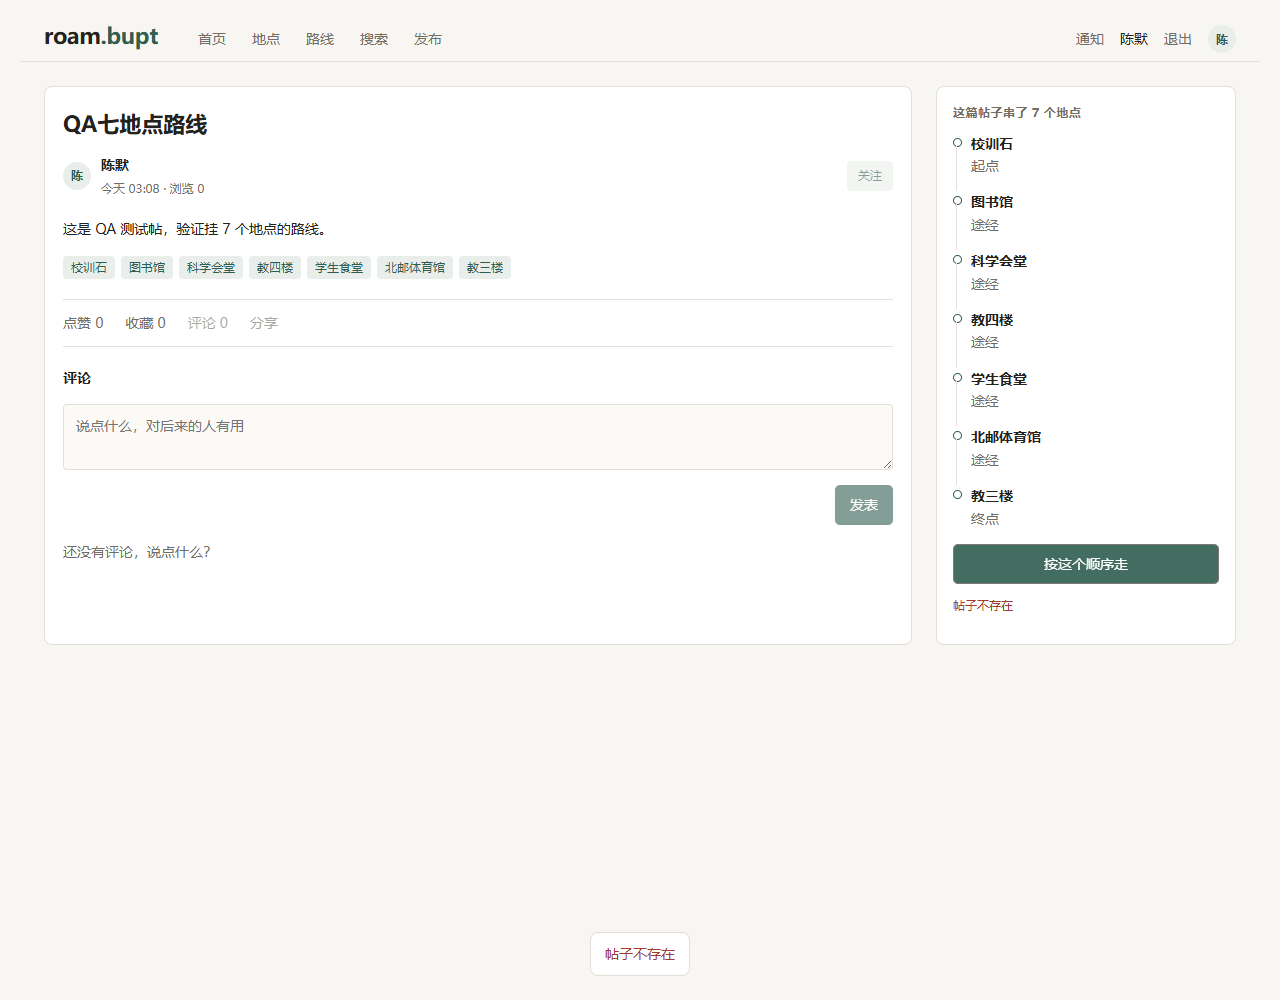 roam.bupt 首页 地点 路线 搜索 发布 通知 陈默 退出 陈
QA七地点路线
陈 陈默
今天 03:08 · 浏览 0
关注
这是 QA 测试帖，验证挂 7 个地点的路线。
校训石 图书馆 科学会堂 教四楼 学生食堂 北邮体育馆 教三楼
点赞 0 收藏 0 评论 0 分享
评论
说点什么，对后来的人有用
发表
还没有评论，说点什么？
这篇帖子串了 7 个地点
校训石
起点
图书馆
途经
科学会堂
途经
教四楼
途经
学生食堂
途经
北邮体育馆
途经
教三楼
终点
按这个顺序走
帖子不存在
帖子不存在